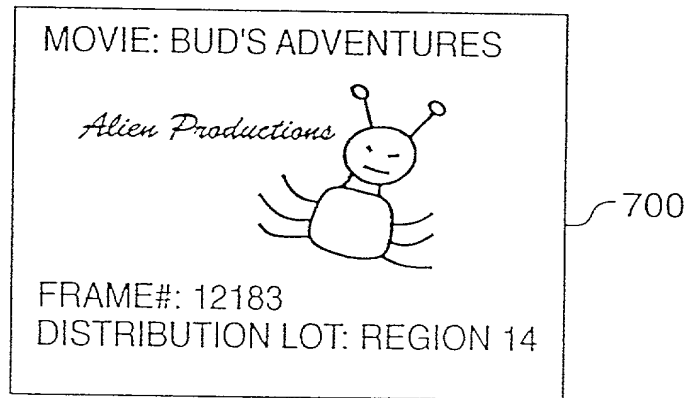 MOVIE: BUD'S ADVENTURES
Alien Productions
700
FRAME#: 12183
DISTRIBUTION LOT: REGION 14